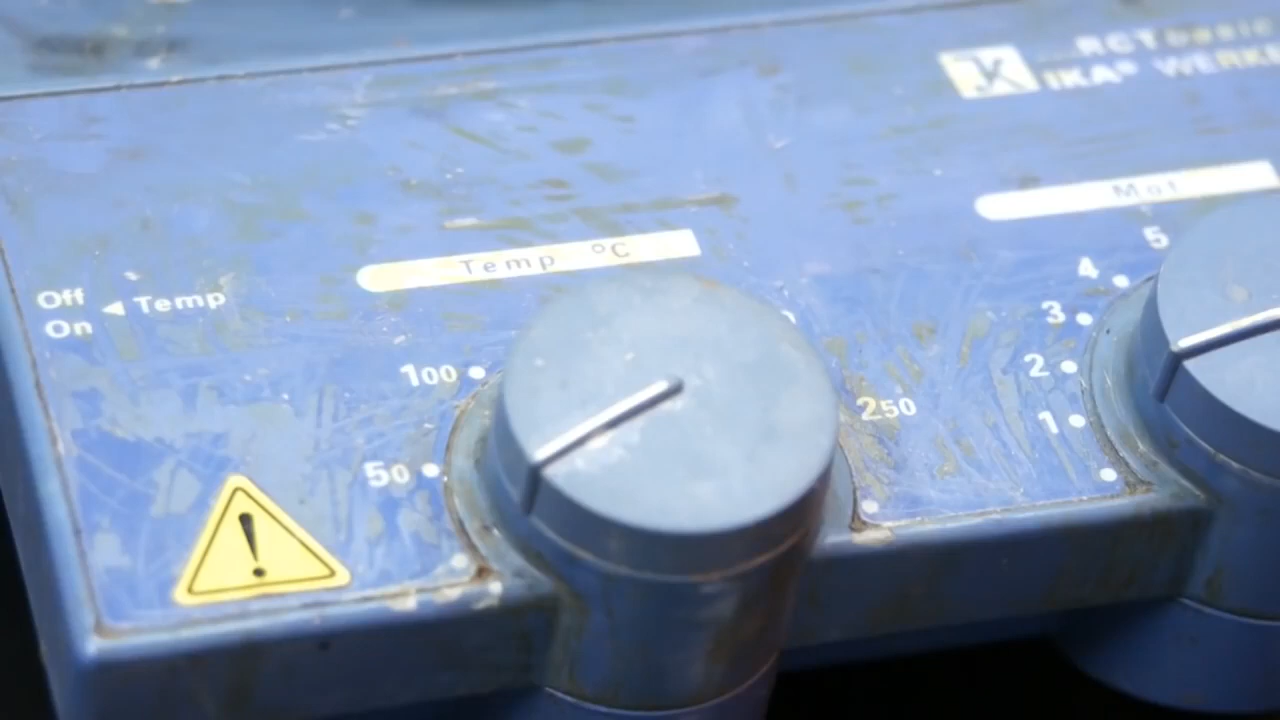 RCT basic
IKA® WERKE
Mot
Temp °C
5
4
Off
Temp
On
3
2
100
250
1
50
!